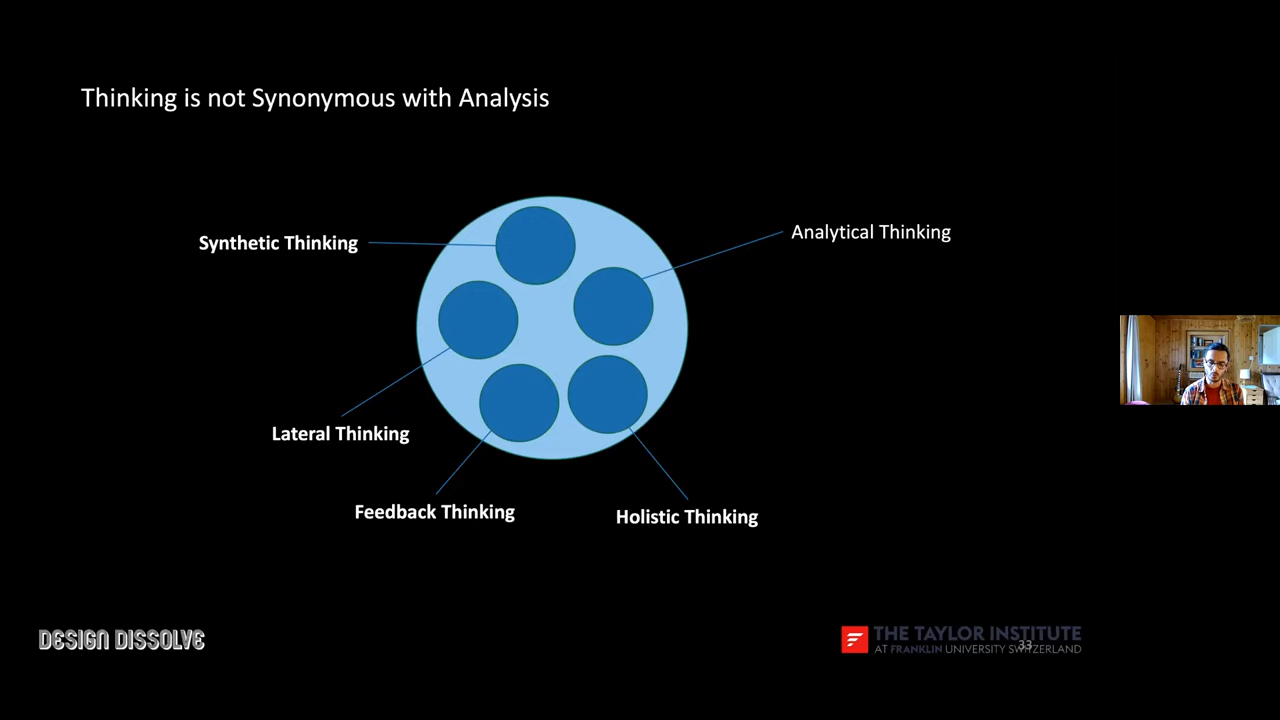 Thinking is not Synonymous with Analysis
Synthetic Thinking
Analytical Thinking
Lateral Thinking
Feedback Thinking
Holistic Thinking
DESIGN DISSOLVE
THE TAYLOR INSTITUTE
AT FRANKLIN UNIVERSITY SWITZERLAND
33